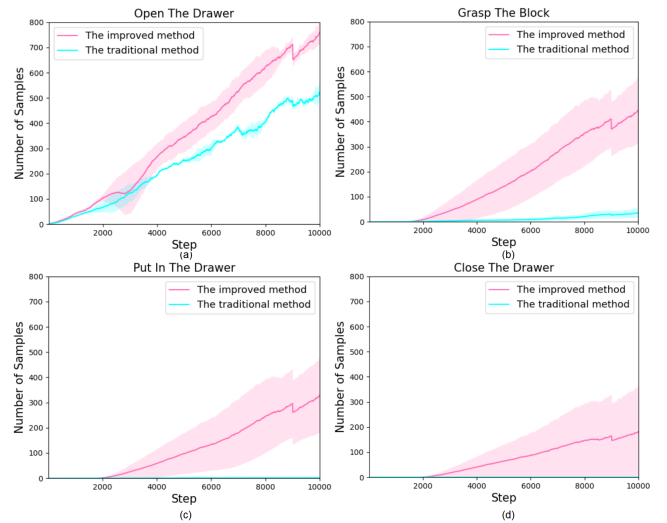 Open The Drawer
The improved method
The traditional method
Number of Samples
800
700
600
500
400
300
200
100
0
2000 4000 6000 8000 10000
Step
(a)
Grasp The Block
The improved method
The traditional method
Number of Samples
800
700
600
500
400
300
200
100
0
2000 4000 6000 8000 10000
Step
(b)
Put In The Drawer
The improved method
The traditional method
Number of Samples
800
700
600
500
400
300
200
100
0
2000 4000 6000 8000 10000
Step
(c)
Close The Drawer
The improved method
The traditional method
Number of Samples
800
700
600
500
400
300
200
100
0
2000 4000 6000 8000 10000
Step
(d)